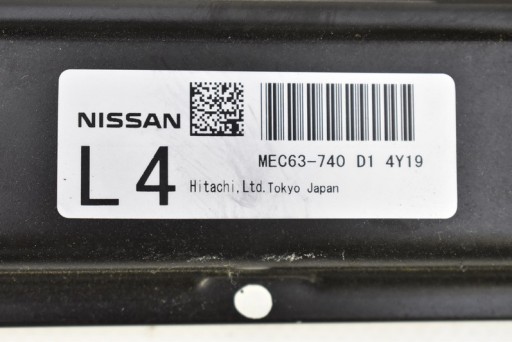 NISSAN
MEC63-740 D1 4Y19
L4
Hitachi,Ltd.Tokyo Japan